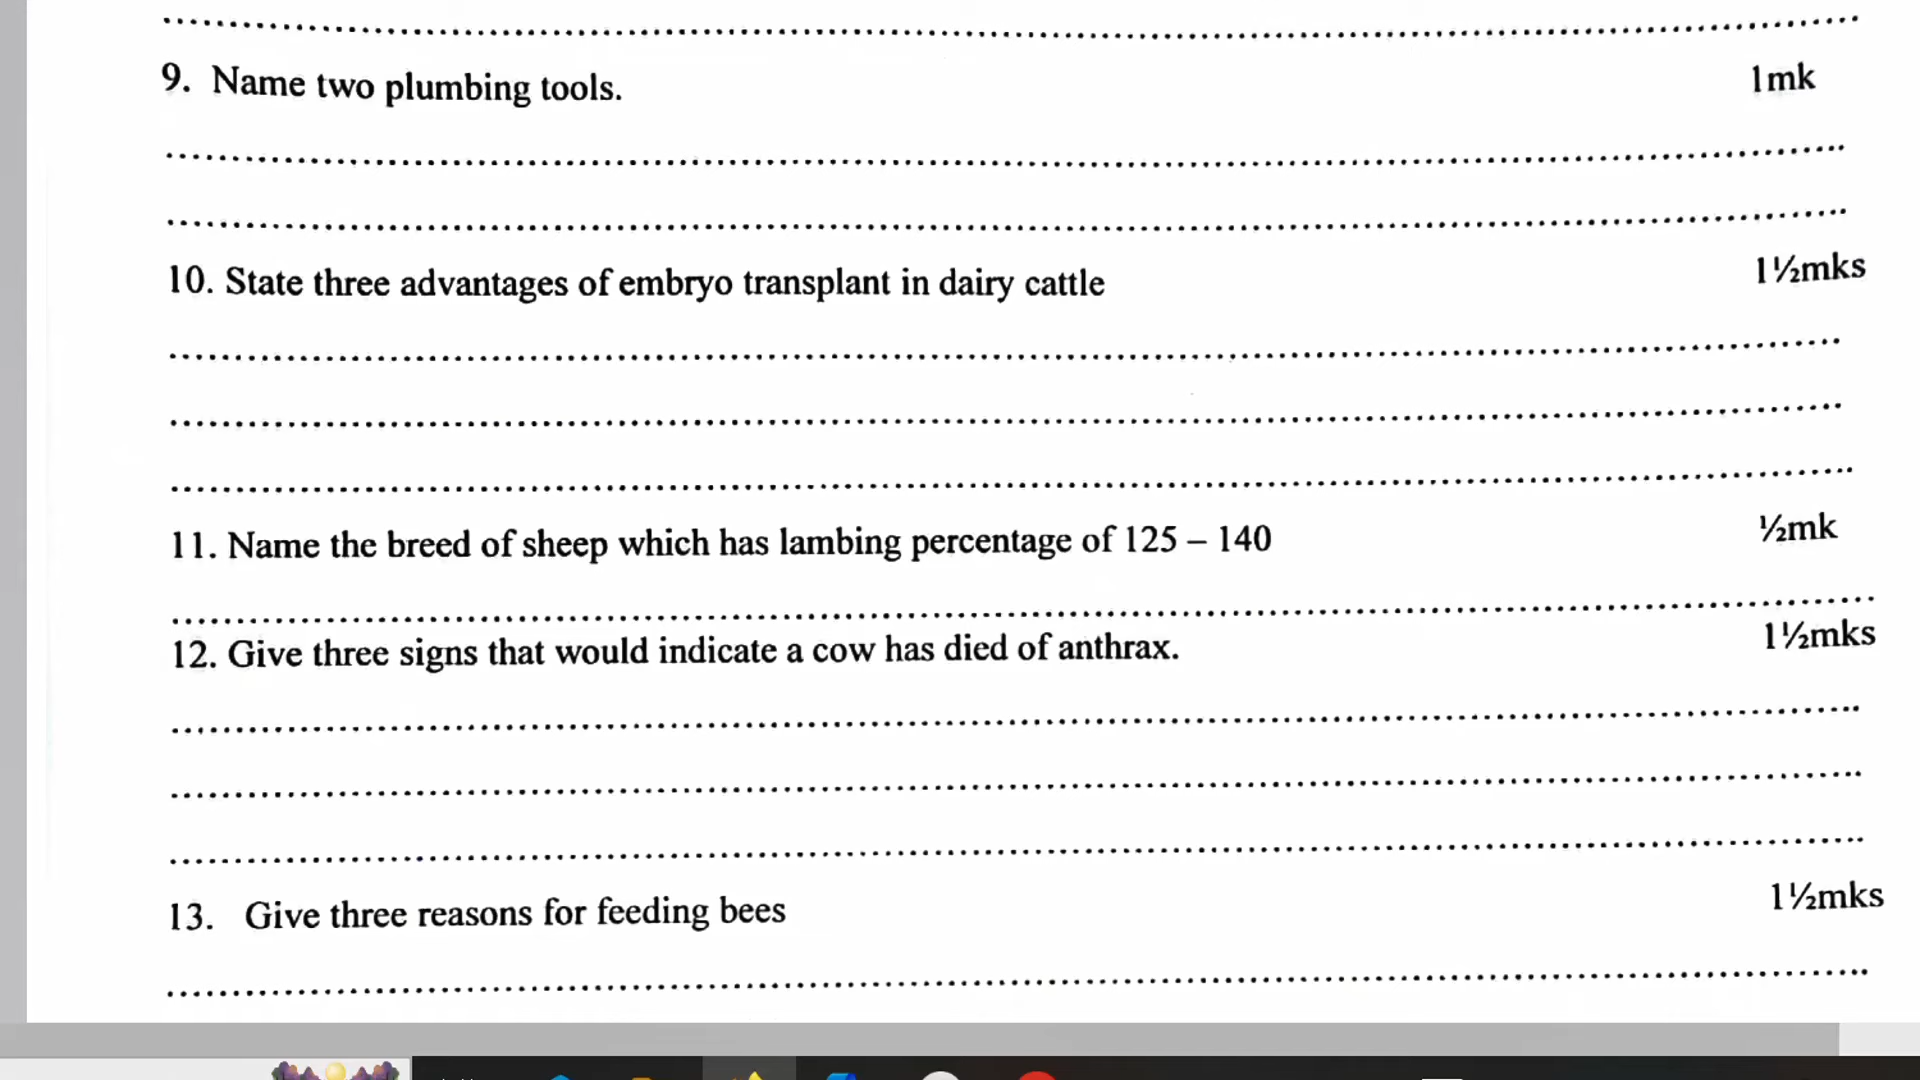 9. Name two plumbing tools. 1mk
10. State three advantages of embryo transplant in dairy cattle 1½mks
11. Name the breed of sheep which has lambing percentage of 125 – 140 ½mk
12. Give three signs that would indicate a cow has died of anthrax. 1½mks
13. Give three reasons for feeding bees 1½mks